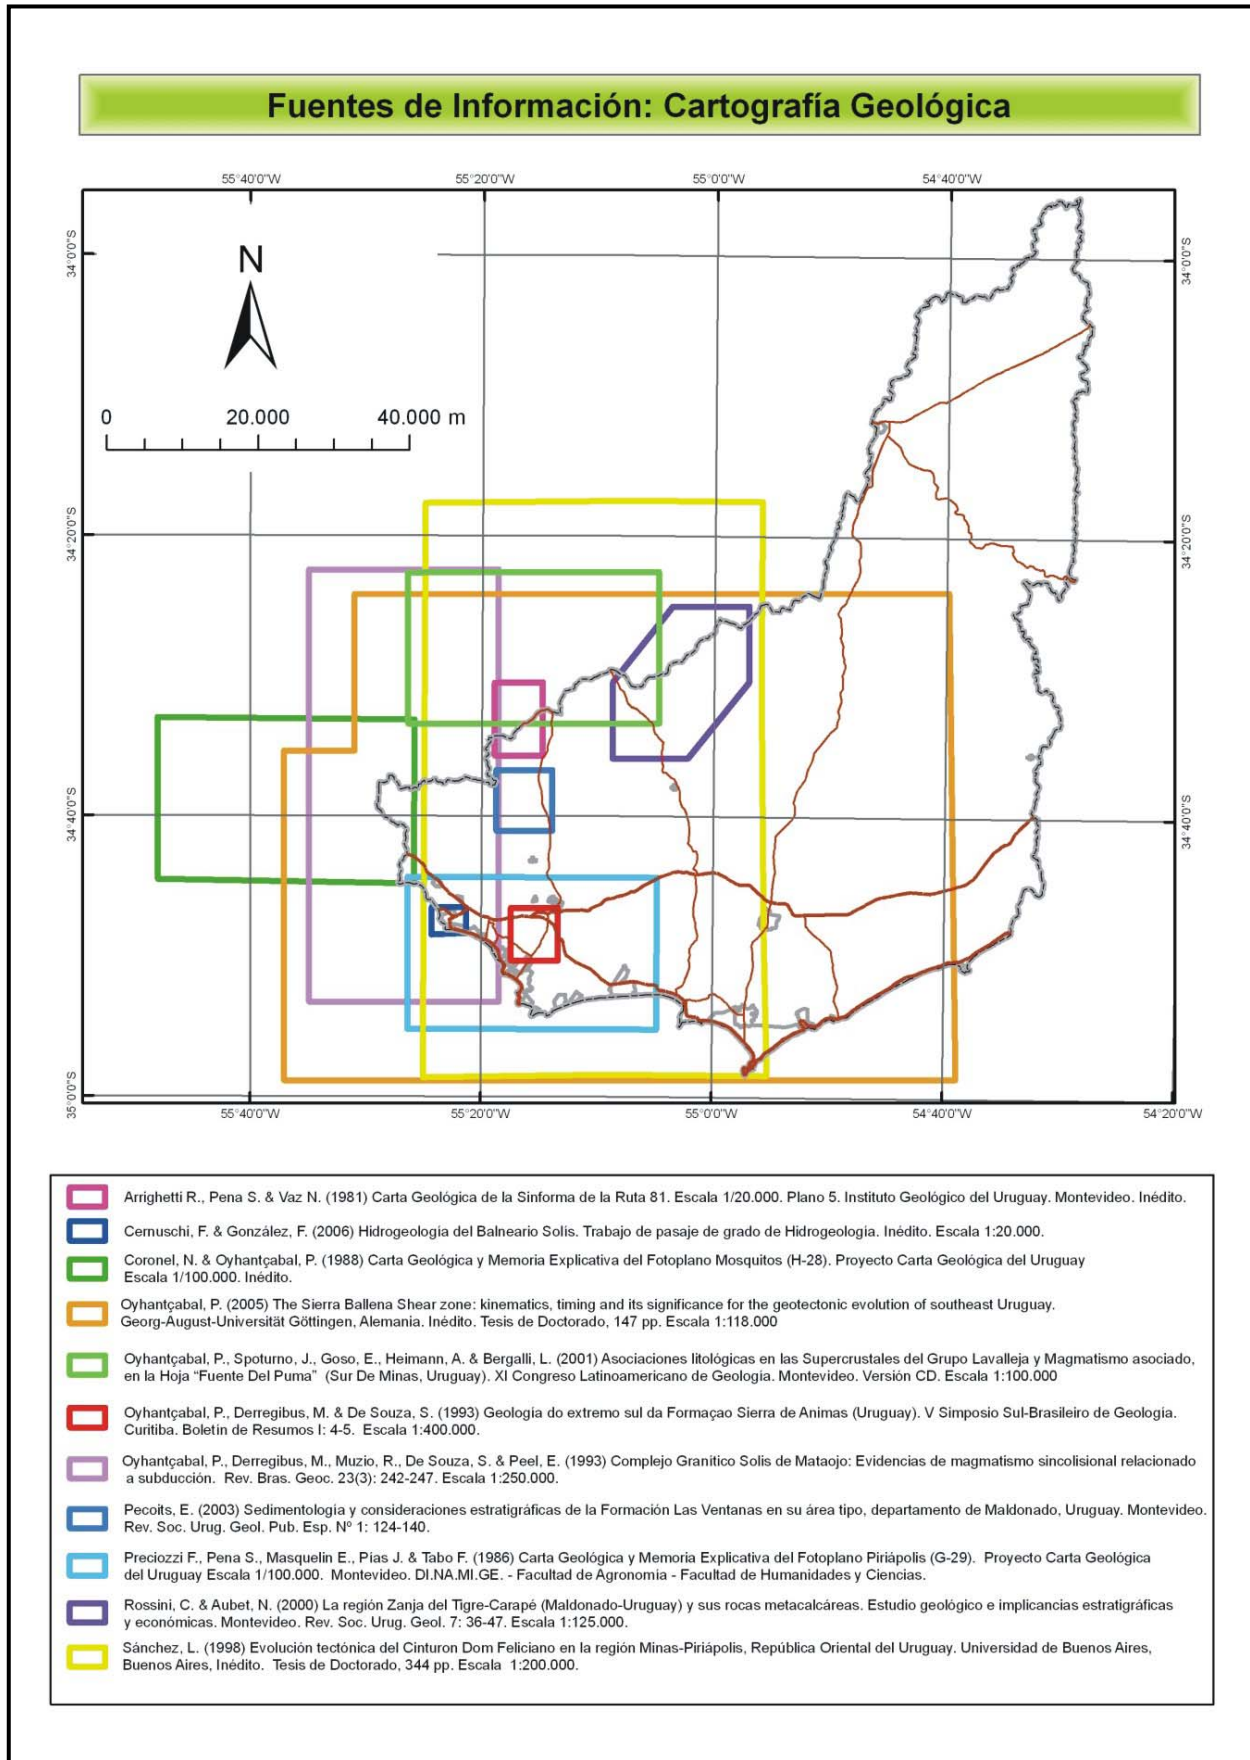 Fuentes de Información: Cartografía Geológica
55°40'0"W
55°20'0"W
55°0'0"W
54°40'0"W
34°0'0"S
34°0'0"S
N
0
20.000
40.000 m
34°20'0"S
34°20'0"S
34°40'0"S
34°40'0"S
35°0'0"S
55°40'0"W
55°20'0"W
55°0'0"W
54°40'0"W
54°20'0"W
Arrighetti R., Pena S. & Vaz N. (1981) Carta Geológica de la Sinforma de la Ruta 81. Escala 1/20.000. Plano 5. Instituto Geológico del Uruguay. Montevideo. Inédito.
Cernuschi, F. & González, F. (2006) Hidrogeología del Balneario Solís. Trabajo de pasaje de grado de Hidrogeología. Inédito. Escala 1:20.000.
Coronel, N. & Oyhantçabal, P. (1988) Carta Geológica y Memoria Explicativa del Fotoplano Mosquitos (H-28). Proyecto Carta Geológica del Uruguay
Escala 1/100.000. Inédito.
Oyhantçabal, P. (2005) The Sierra Ballena Shear zone: kinematics, timing and its significance for the geotectonic evolution of southeast Uruguay.
Georg-August-Universität Göttingen, Alemania. Inédito. Tesis de Doctorado, 147 pp. Escala 1:118.000
Oyhantçabal, P., Spoturno, J., Goso, E., Heimann, A. & Bergalli, L. (2001) Asociaciones litológicas en las Supercrustales del Grupo Lavalleja y Magmatismo asociado,
en la Hoja “Fuente Del Puma” (Sur De Minas, Uruguay). XI Congreso Latinoamericano de Geología. Montevideo. Versión CD. Escala 1:100.000
Oyhantçabal, P., Derregibus, M. & De Souza, S. (1993) Geologia do extremo sul da Formaçao Sierra de Animas (Uruguay). V Simposio Sul-Brasileiro de Geologia.
Curitiba. Boletin de Resumos I: 4-5. Escala 1:400.000.
Oyhantçabal, P., Derregibus, M., Muzio, R., De Souza, S. & Peel, E. (1993) Complejo Granítico Solís de Mataojo: Evidencias de magmatismo sincolisional relacionado
a subducción. Rev. Bras. Geoc. 23(3): 242-247. Escala 1:250.000.
Pecoits, E. (2003) Sedimentología y consideraciones estratigráficas de la Formación Las Ventanas en su área tipo, departamento de Maldonado, Uruguay. Montevideo.
Rev. Soc. Urug. Geol. Pub. Esp. Nº 1: 124-140.
Preciozzi F., Pena S., Masquelin E., Pias J. & Tabo F. (1986) Carta Geológica y Memoria Explicativa del Fotoplano Piriápolis (G-29). Proyecto Carta Geológica
del Uruguay Escala 1/100.000. Montevideo. DI.NA.MI.GE. - Facultad de Agronomía - Facultad de Humanidades y Ciencias.
Rossini, C. & Aubet, N. (2000) La región Zanja del Tigre-Carapé (Maldonado-Uruguay) y sus rocas metacalcáreas. Estudio geológico e implicancias estratigráficas
y económicas. Montevideo. Rev. Soc. Urug. Geol. 7: 36-47. Escala 1:125.000.
Sánchez, L. (1998) Evolución tectónica del Cinturon Dom Feliciano en la región Minas-Piriápolis, República Oriental del Uruguay. Universidad de Buenos Aires,
Buenos Aires, Inédito. Tesis de Doctorado, 344 pp. Escala 1:200.000.